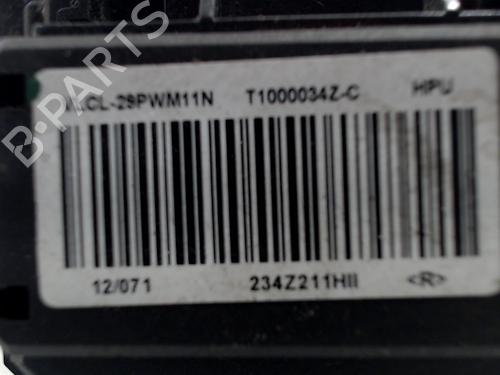 CL-29PWM11N T1000034Z-C HPU
12/071 234Z211HII <R>
B-PARTS